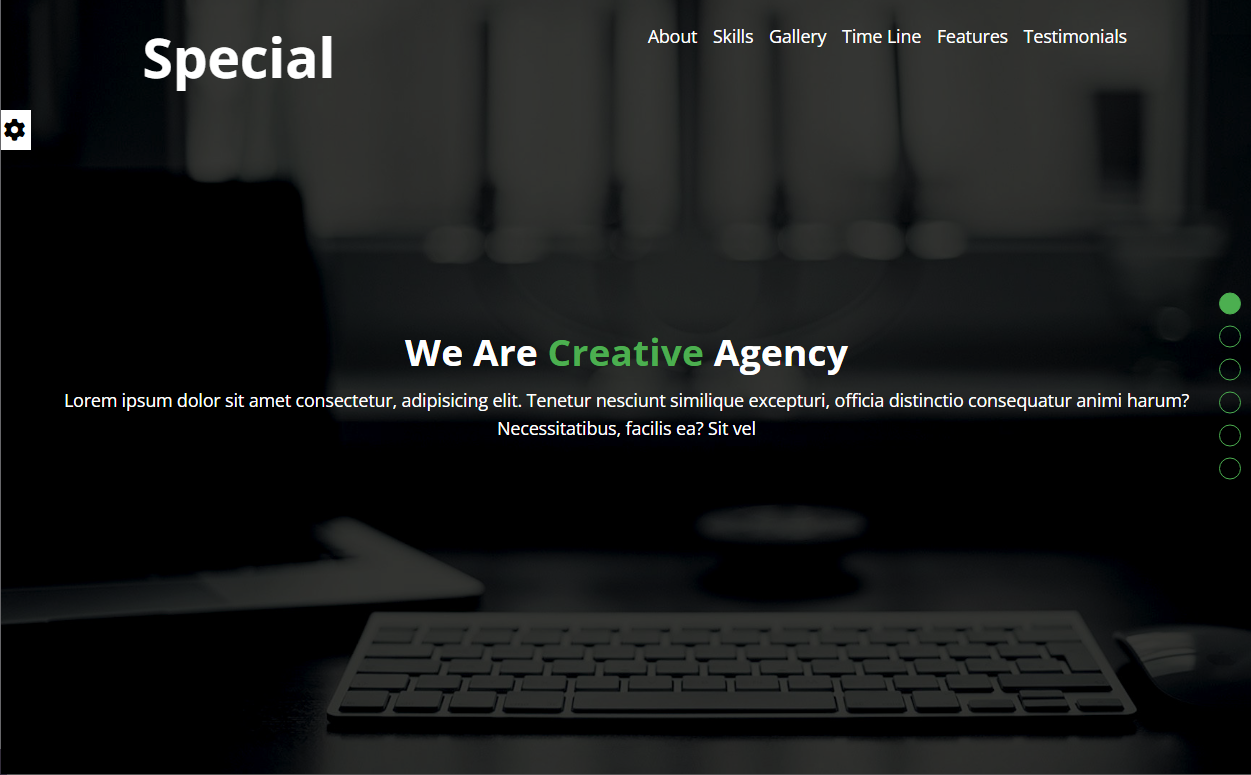 Special
About Skills Gallery Time Line Features Testimonials
We Are Creative Agency
Lorem ipsum dolor sit amet consectetur, adipisicing elit. Tenetur nesciunt similique excepturi, officia distinctio consequatur animi harum?
Necessitatibus, facilis ea? Sit vel